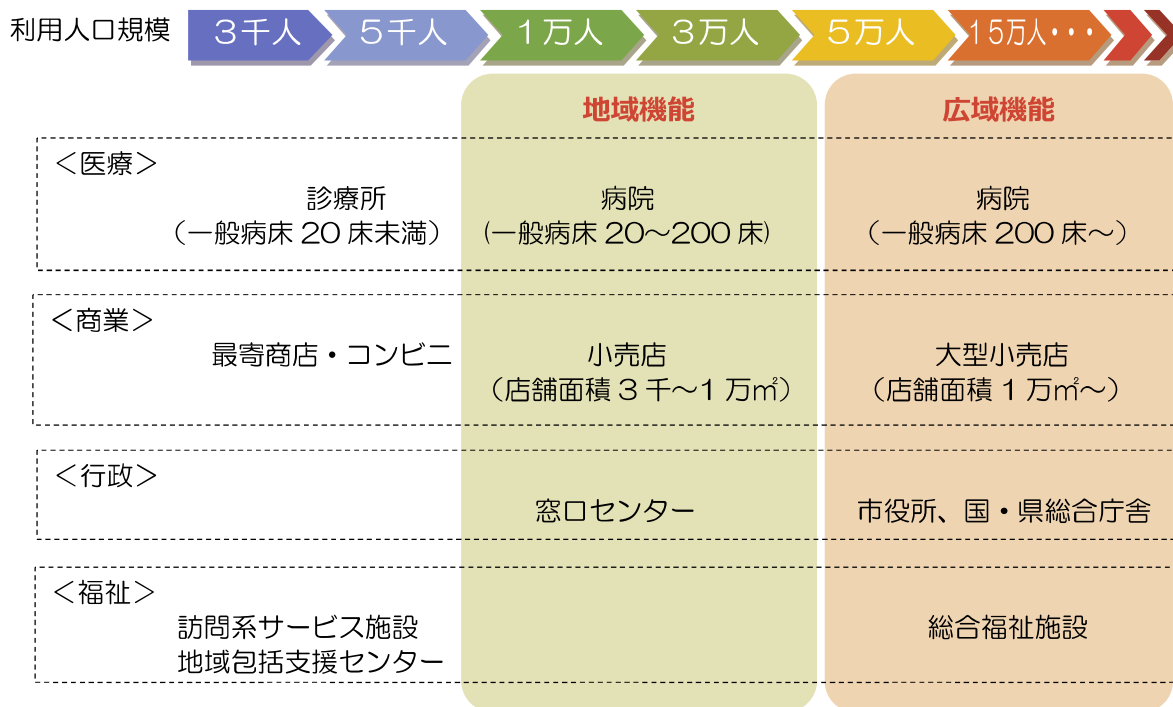 利用人口規模
3千人
5千人
1万人
3万人
5万人
15万人・・・
地域機能
広域機能
＜医療＞
診療所
（一般病床 20 床未満）
病院
(一般病床 20～200 床)
病院
（一般病床 200 床～）
＜商業＞
最寄商店・コンビニ
小売店
（店舗面積 3 千～1 万㎡）
大型小売店
（店舗面積 1 万㎡～）
＜行政＞
窓口センター
市役所、国・県総合庁舎
＜福祉＞
訪問系サービス施設
地域包括支援センター
総合福祉施設